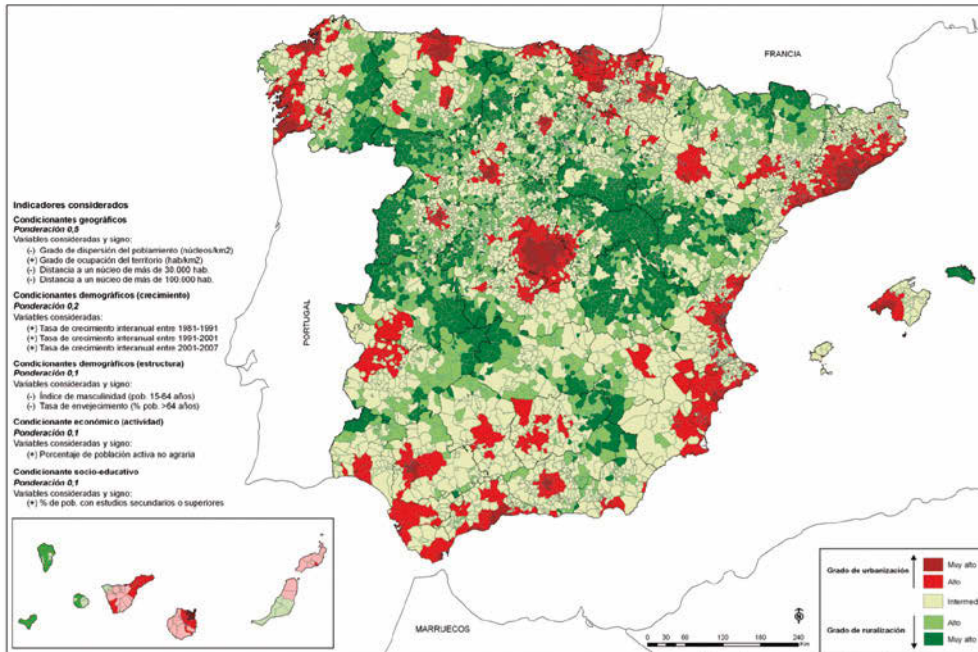 FRANCIA
PORTUGAL
MARRUECOS
Indicadores considerados
Condicionantes geográficos
Ponderación 0,5
Variables consideradas y signo:
(-) Grado de dispersión del poblamiento (núcleos/km2)
(+) Grado de ocupación del territorio (hab/km2)
(-) Distancia a un núcleo de más de 30.000 hab.
(-) Distancia a un núcleo de más de 100.000 hab.
Condicionantes demográficos (crecimiento)
Ponderación 0,2
Variables consideradas:
(+) Tasa de crecimiento interanual entre 1981-1991
(+) Tasa de crecimiento interanual entre 1991-2001
(+) Tasa de crecimiento interanual entre 2001-2007
Condicionantes demográficos (estructura)
Ponderación 0,1
Variables consideradas y signo:
(-) Índice de masculinidad (pob. 15-64 años)
(-) Tasa de envejecimiento (% pob. >64 años)
Condicionante económico (actividad)
Ponderación 0,1
Variables consideradas y signo:
(+) Porcentaje de población activa no agraria
Condicionante socio-educativo
Ponderación 0,1
Variables consideradas y signo:
(+) % de pob. con estudios secundarios o superiores
Grado de urbanización
Muy alto
Alto
Intermed
Grado de ruralización
Alto
Muy alto
0 30 60 120 180 240
Km